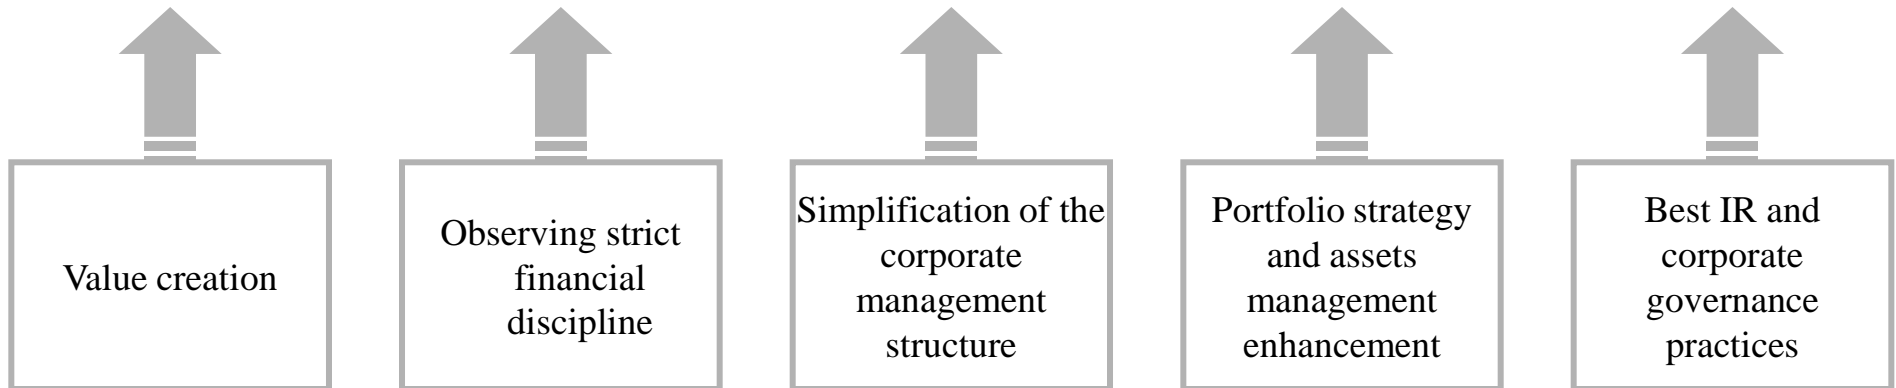 Value creation
Observing strict
financial
discipline
Simplification of the
corporate
management
structure
Portfolio strategy
and assets
management
enhancement
Best IR and
corporate
governance
practices